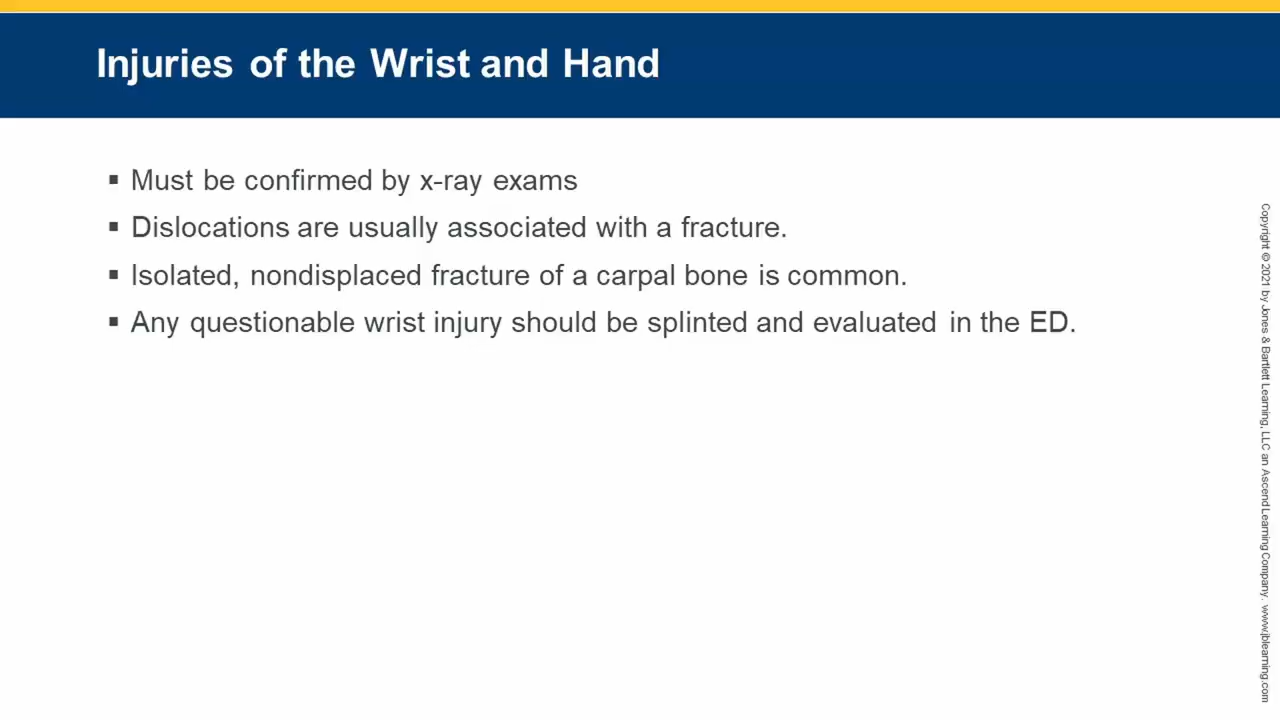 Injuries of the Wrist and Hand
▪ Must be confirmed by x-ray exams
▪ Dislocations are usually associated with a fracture.
▪ Isolated, nondisplaced fracture of a carpal bone is common.
▪ Any questionable wrist injury should be splinted and evaluated in the ED.
Copyright © 2021 by Jones & Bartlett Learning, LLC an Ascend Learning Company. www.jblearning.com